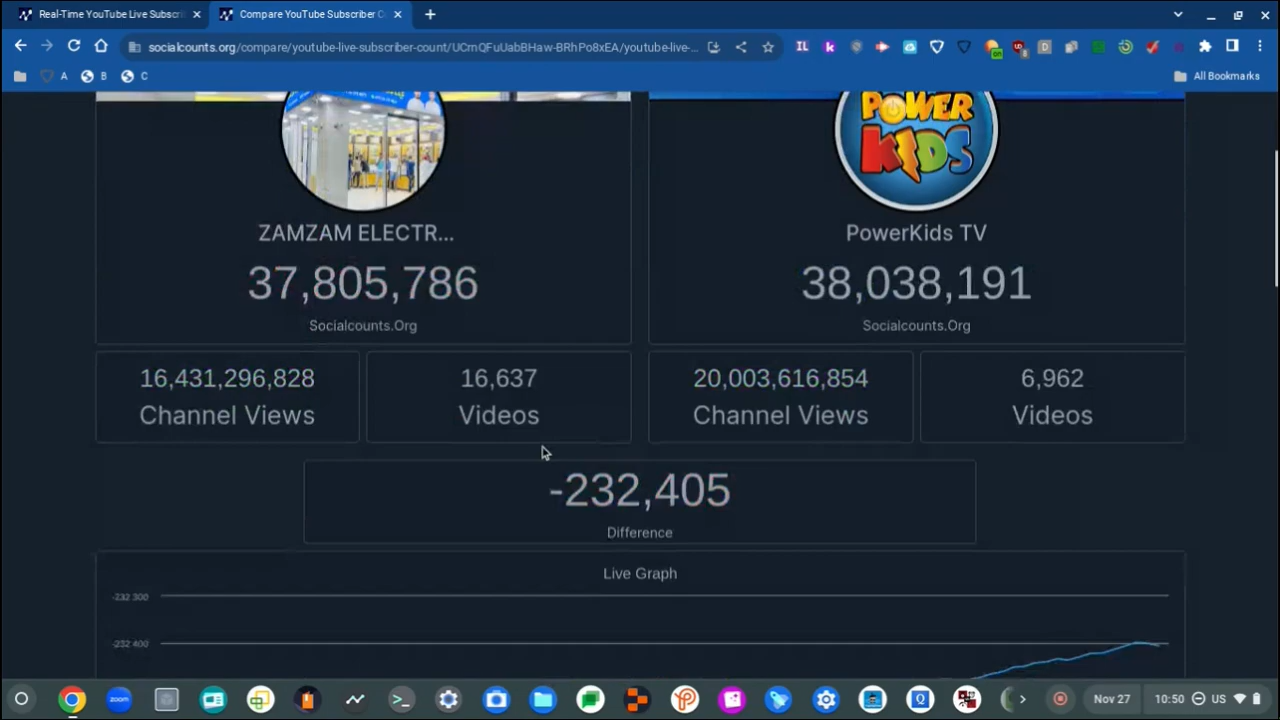 Real-Time YouTube Live Subscri
Compare YouTube Subscriber C
socialcounts.org/compare/youtube-live-subscriber-count/UCmQFuUabBHaw-BRhPo8xEA/youtube-live-...
A
B
C
All Bookmarks
POWER
KIDS
ZAMZAM ELECTR...
PowerKids TV
37,805,786
38,038,191
Socialcounts.Org
Socialcounts.Org
16,431,296,828
16,637
20,003,616,854
6,962
Channel Views
Videos
Channel Views
Videos
-232,405
Difference
Live Graph
-232 300
-232 400
zoom
Nov 27
10:50
US